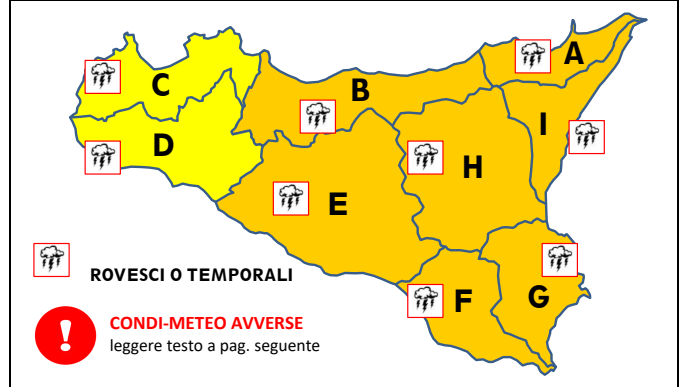 A
C
B
I
D
H
E
ROVESCI O TEMPORALI
F
G
!
CONDI-METEO AVVERSE
leggere testo a pag. seguente